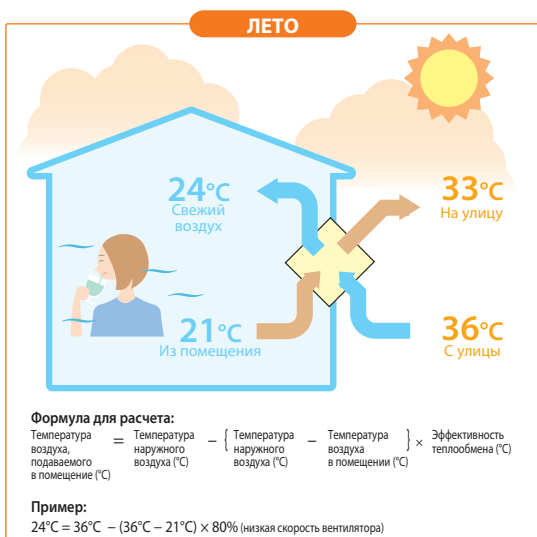 ЛЕТО
24°C
Свежий
воздух
33°C
На улицу
21°C
Из помещения
36°C
С улицы
Формула для расчета:
Температура воздуха, подаваемого в помещение (°C) = Температура наружного воздуха (°C) − { Температура наружного воздуха (°C) − Температура воздуха в помещении (°C) } × Эффективность теплообмена (°C)
Пример:
24°C = 36°C − (36°C − 21°C) × 80% (низкая скорость вентилятора)